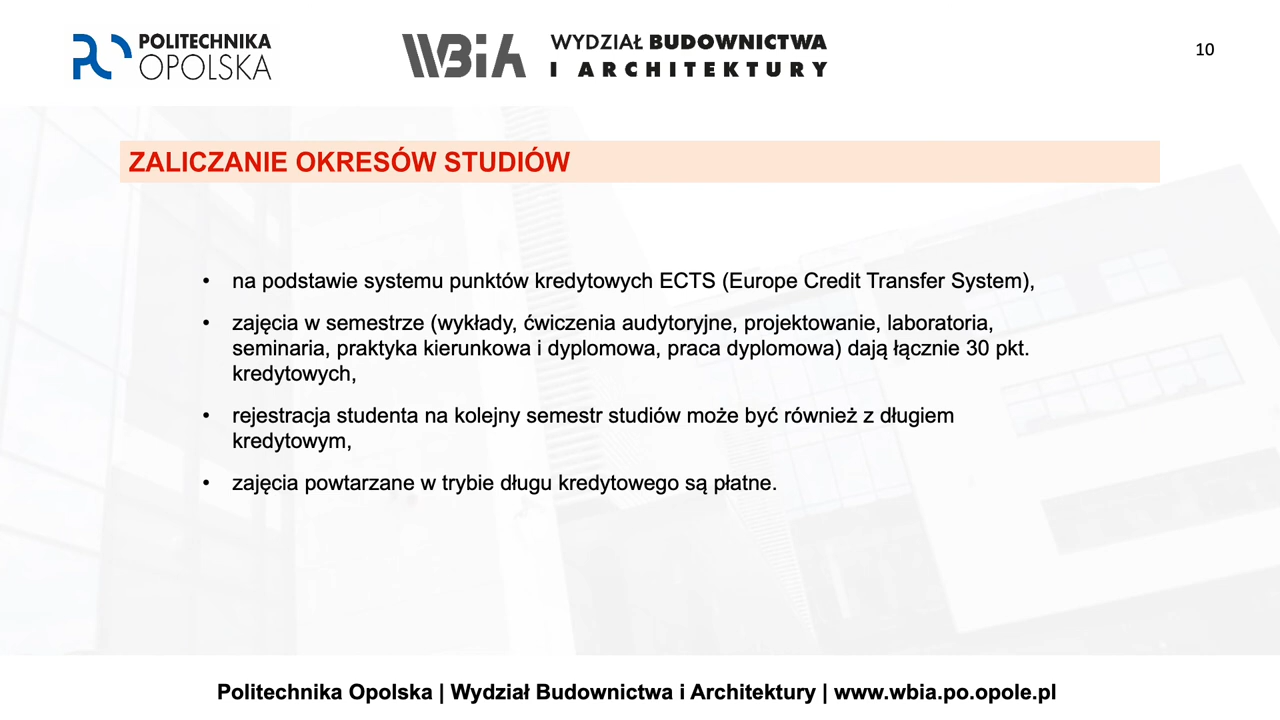 POLITECHNIKA
OPOLSKA
WBiA
WYDZIAŁ BUDOWNICTWA
I ARCHITEKTURY
10
ZALICZANIE OKRESÓW STUDIÓW
• na podstawie systemu punktów kredytowych ECTS (Europe Credit Transfer System),
• zajęcia w semestrze (wykłady, ćwiczenia audytoryjne, projektowanie, laboratoria,
seminaria, praktyka kierunkowa i dyplomowa, praca dyplomowa) dają łącznie 30 pkt.
kredytowych,
• rejestracja studenta na kolejny semestr studiów może być również z długiem
kredytowym,
• zajęcia powtarzane w trybie długu kredytowego są płatne.
Politechnika Opolska | Wydział Budownictwa i Architektury | www.wbia.po.opole.pl